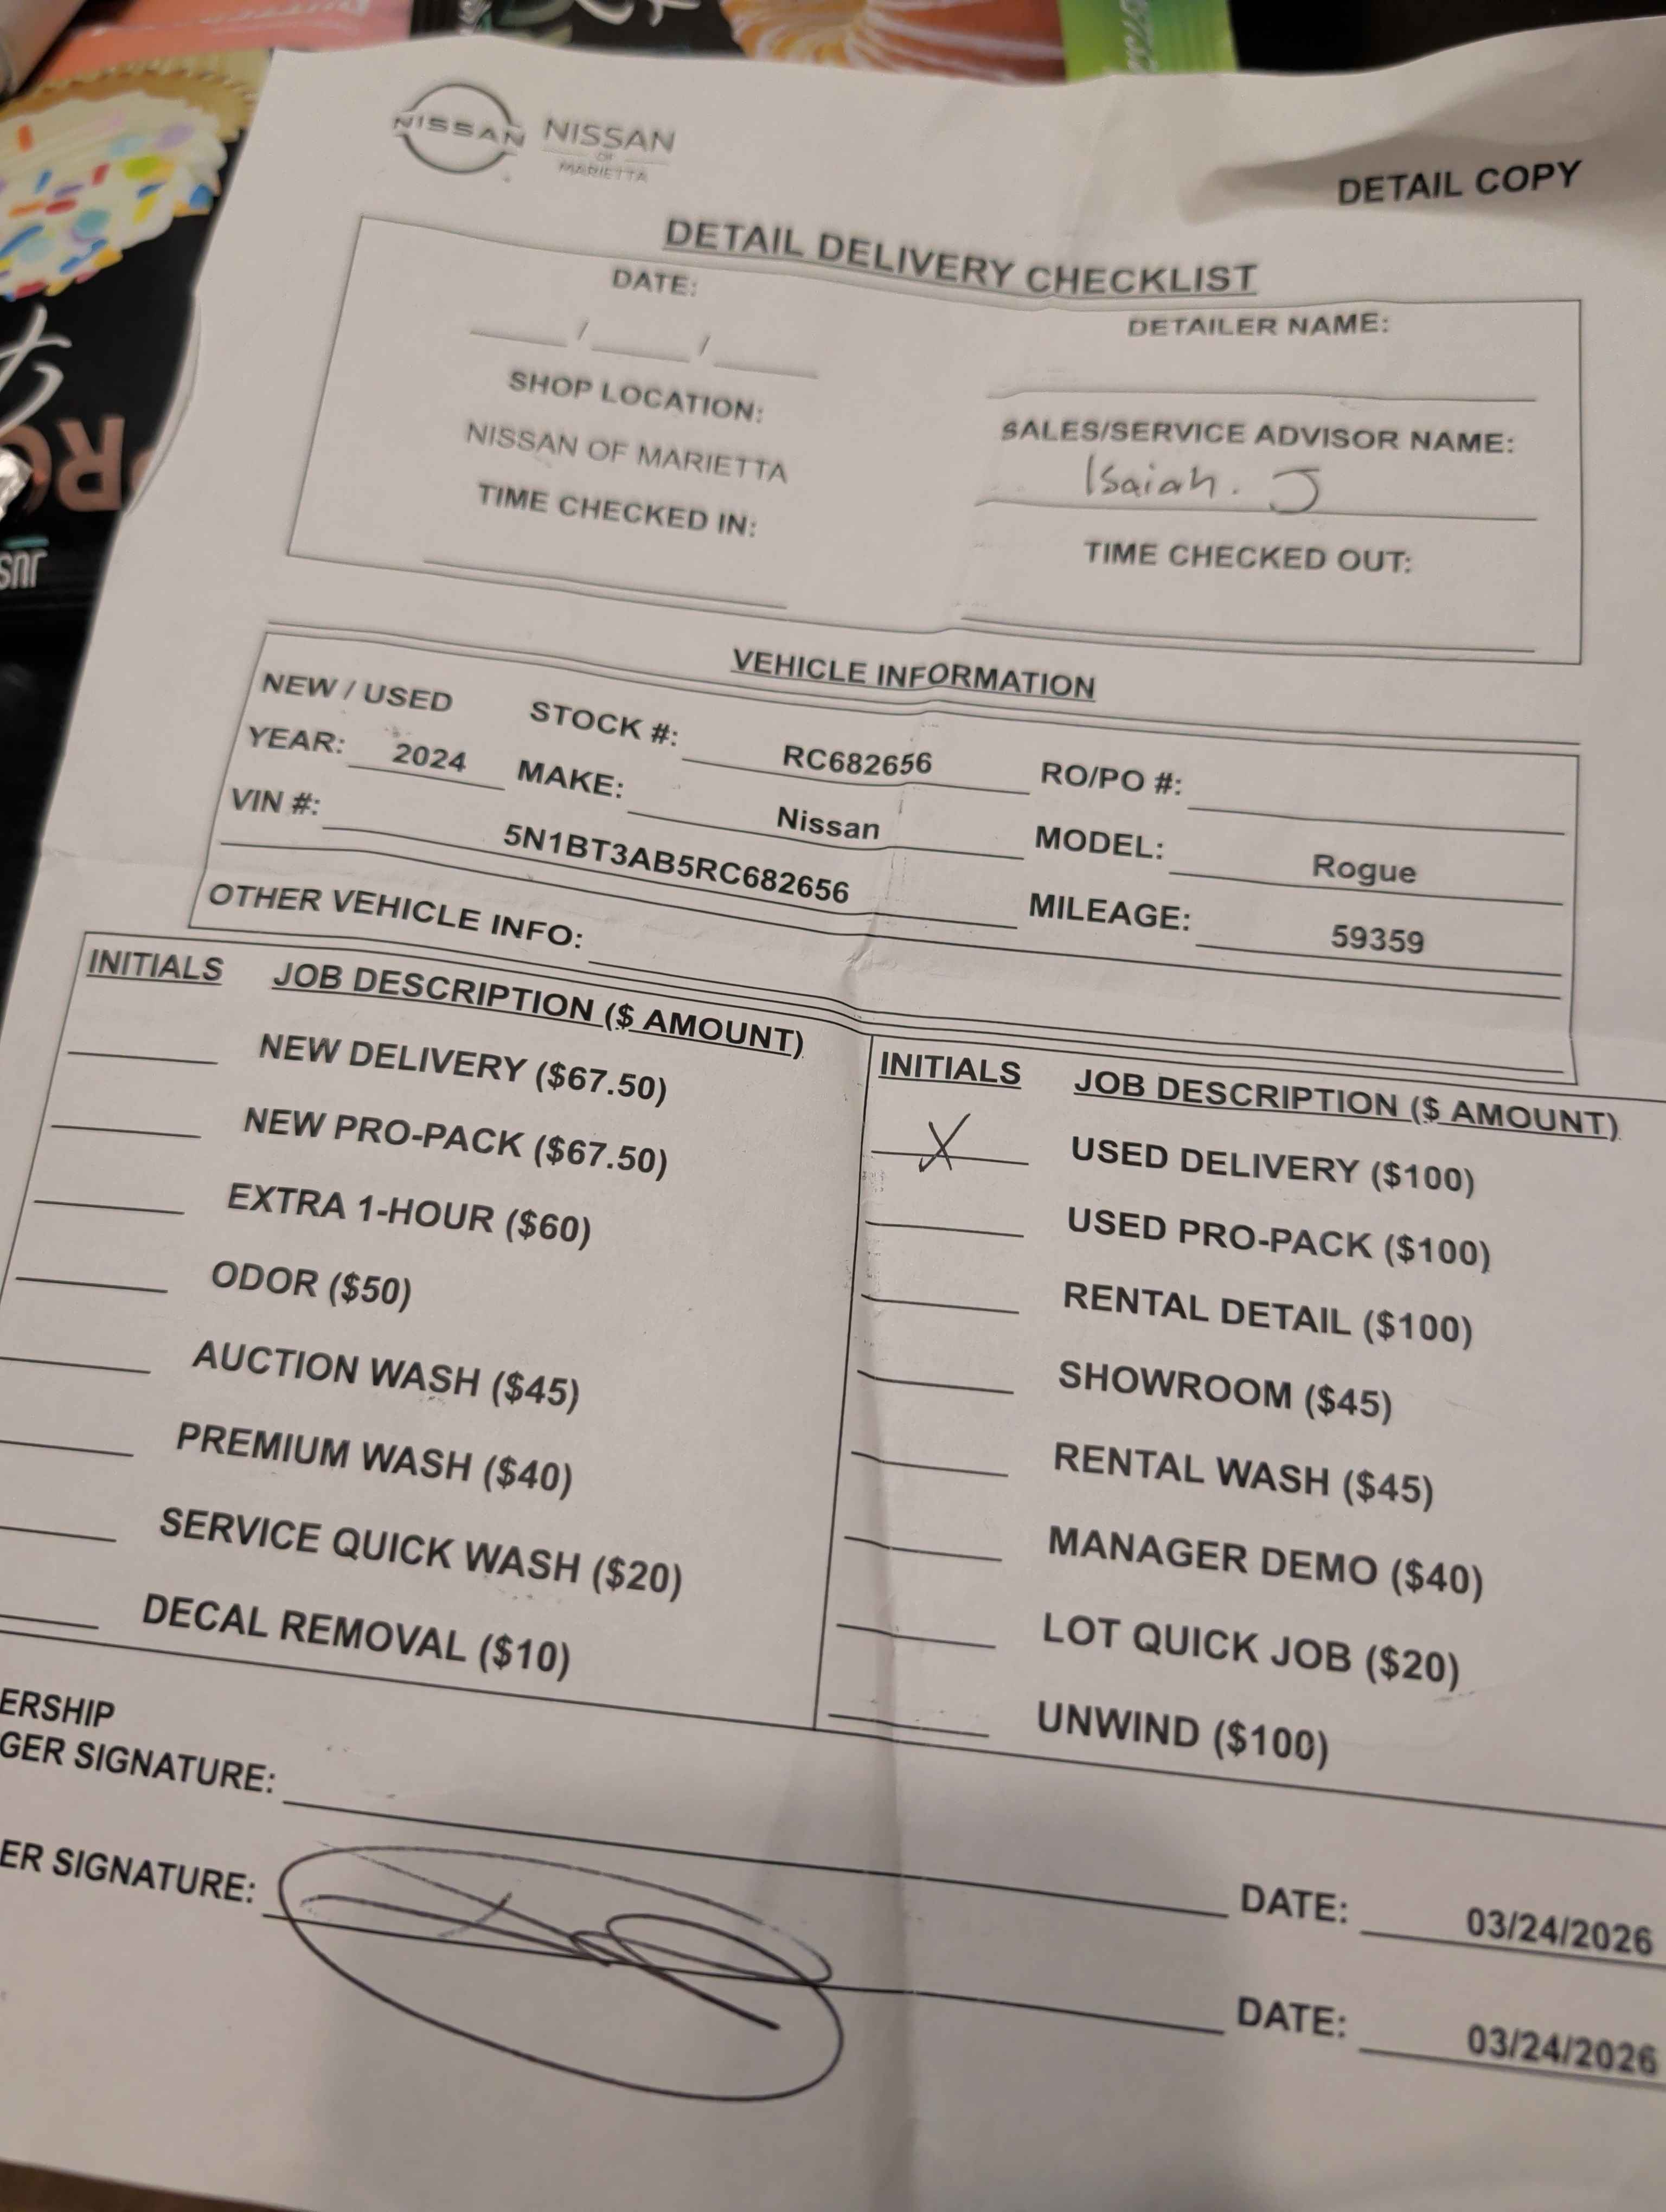 NISSAN
NISSAN
OF
MARIETTA
DETAIL COPY
DETAIL DELIVERY CHECKLIST
DATE:
/ /
DETAILER NAME:
SHOP LOCATION:
NISSAN OF MARIETTA
SALES/SERVICE ADVISOR NAME:
Isaiah. J
TIME CHECKED IN:
TIME CHECKED OUT:
VEHICLE INFORMATION
NEW / USED STOCK #: RC682656 RO/PO #:
YEAR: 2024 MAKE: Nissan MODEL: Rogue
VIN #: 5N1BT3AB5RC682656 MILEAGE: 59359
OTHER VEHICLE INFO:
INITIALS JOB DESCRIPTION ($ AMOUNT)
NEW DELIVERY ($67.50)
NEW PRO-PACK ($67.50)
EXTRA 1-HOUR ($60)
ODOR ($50)
AUCTION WASH ($45)
PREMIUM WASH ($40)
SERVICE QUICK WASH ($20)
DECAL REMOVAL ($10)
INITIALS JOB DESCRIPTION ($ AMOUNT)
X USED DELIVERY ($100)
USED PRO-PACK ($100)
RENTAL DETAIL ($100)
SHOWROOM ($45)
RENTAL WASH ($45)
MANAGER DEMO ($40)
LOT QUICK JOB ($20)
UNWIND ($100)
ERSHIP
GER SIGNATURE: DATE: 03/24/2026
ER SIGNATURE: DATE: 03/24/2026